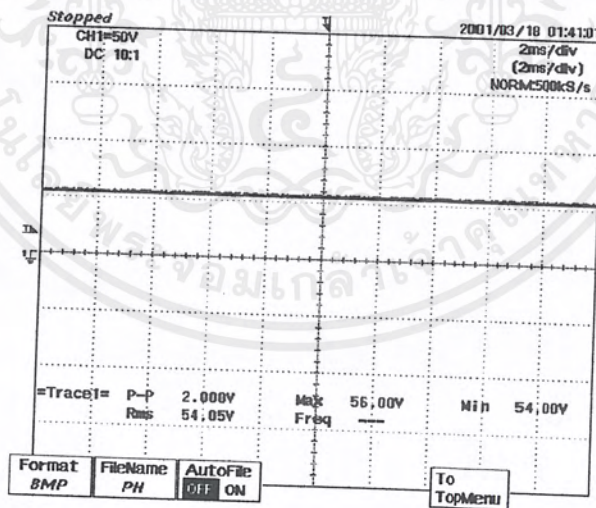 Stopped
2001/03/18 01:41:01
CH1=50V
DC 10:1
2ms/div
(2ms/div)
NORM:500kS/s
=Trace1= P-P 2.000V Max 56.00V Min 54.00V
Rms 54.05V Freq ---
Format
BMP
FileName
PH
AutoFile
OFF ON
To
TopMenu